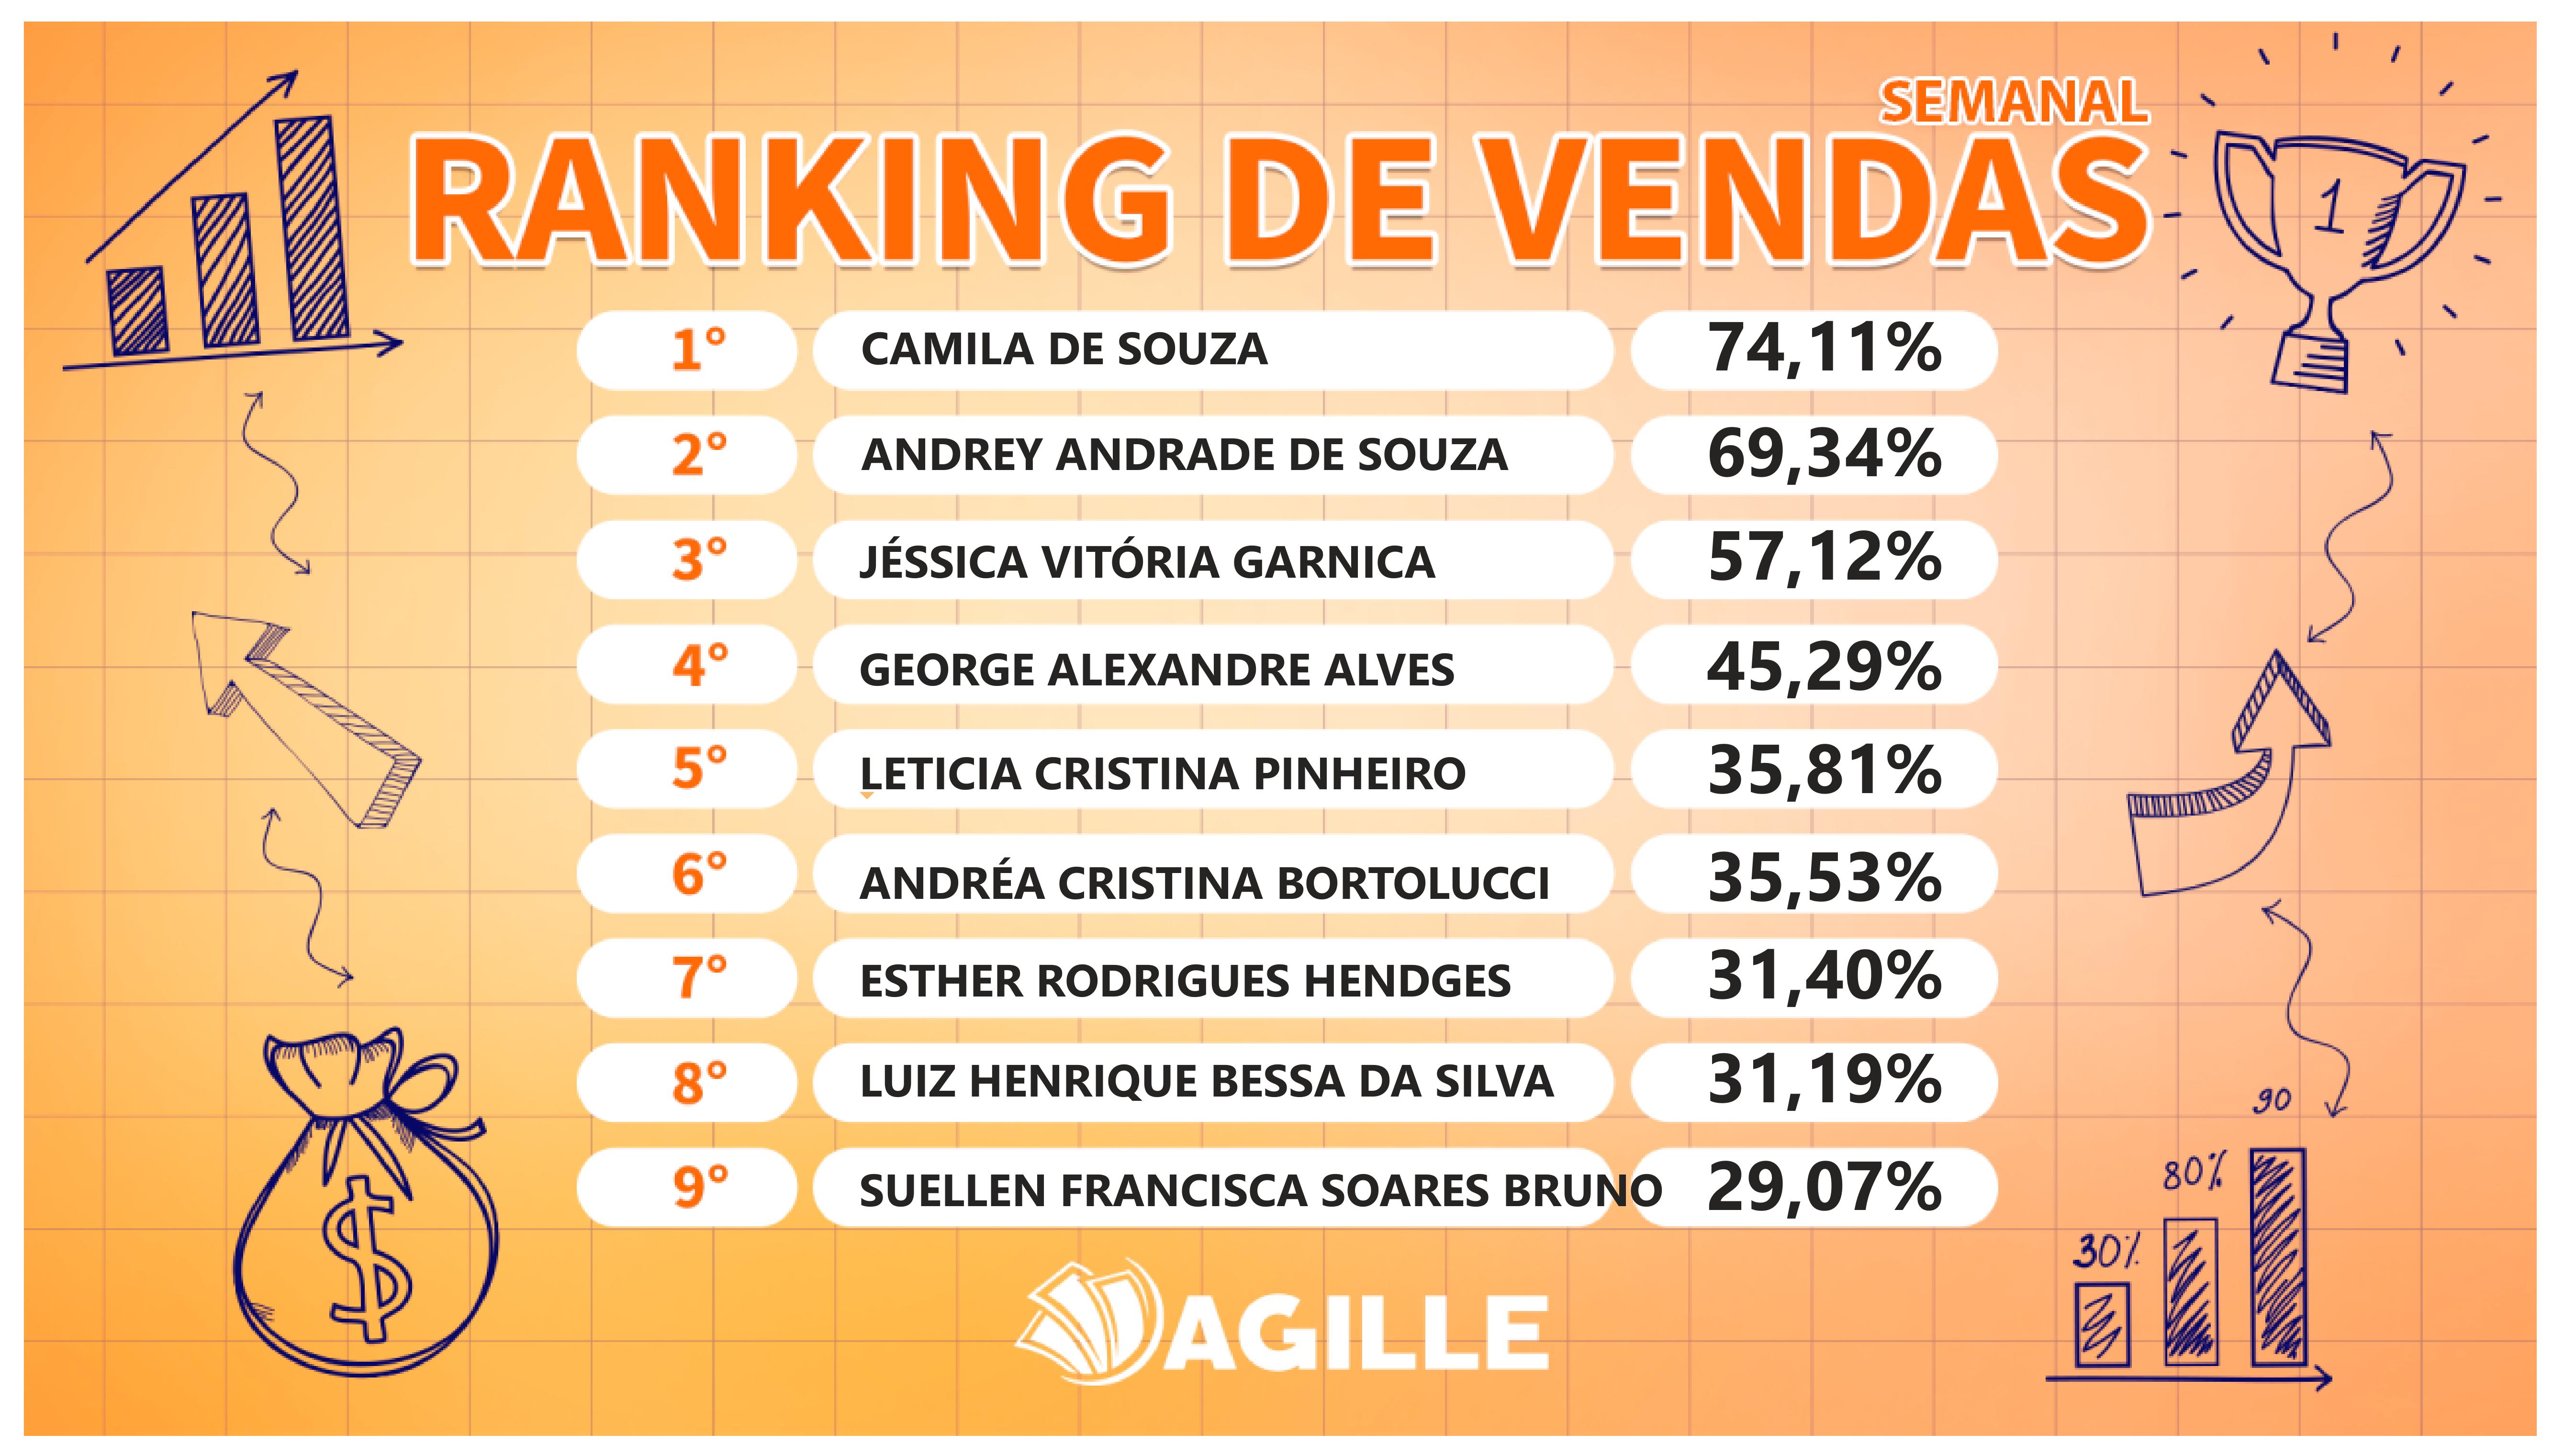 SEMANAL
RANKING DE VENDAS
1° CAMILA DE SOUZA 74,11%
2° ANDREY ANDRADE DE SOUZA 69,34%
3° JÉSSICA VITÓRIA GARNICA 57,12%
4° GEORGE ALEXANDRE ALVES 45,29%
5° LETICIA CRISTINA PINHEIRO 35,81%
6° ANDRÉA CRISTINA BORTOLUCCI 35,53%
7° ESTHER RODRIGUES HENDGES 31,40%
8° LUIZ HENRIQUE BESSA DA SILVA 31,19%
9° SUELLEN FRANCISCA SOARES BRUNO 29,07%
AGILLE
1
$
30% 80% 90